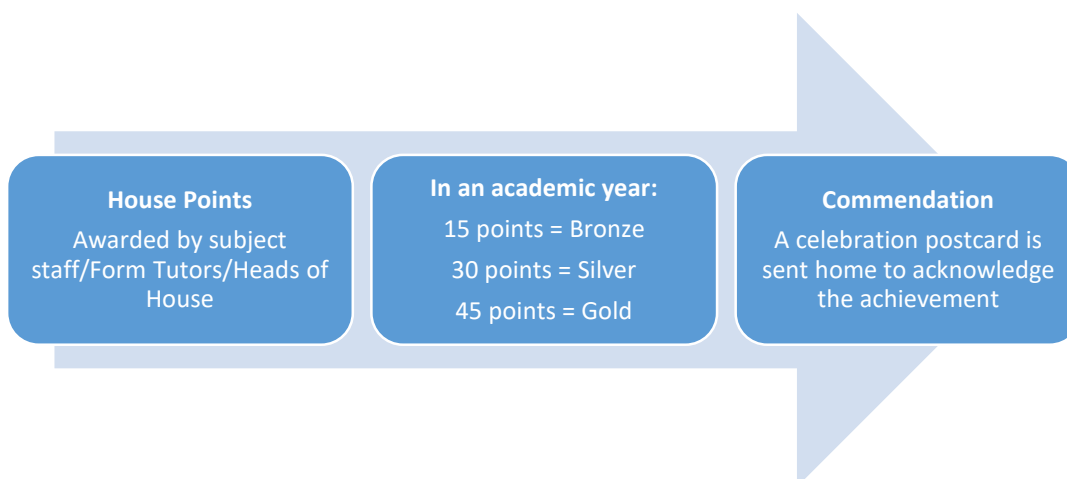 House Points
Awarded by subject
staff/Form Tutors/Heads of
House
In an academic year:
15 points = Bronze
30 points = Silver
45 points = Gold
Commendation
A celebration postcard is
sent home to acknowledge
the achievement